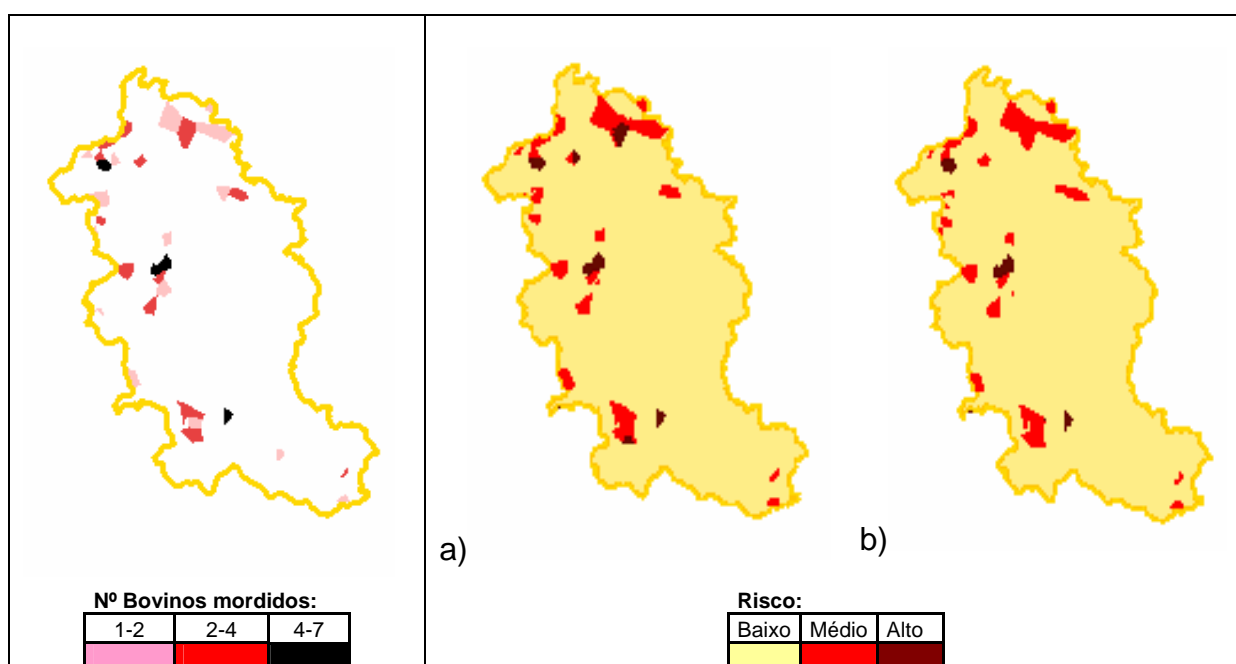 a)
b)
Nº Bovinos mordidos:
1-2 2-4 4-7
Risco:
Baixo Médio Alto